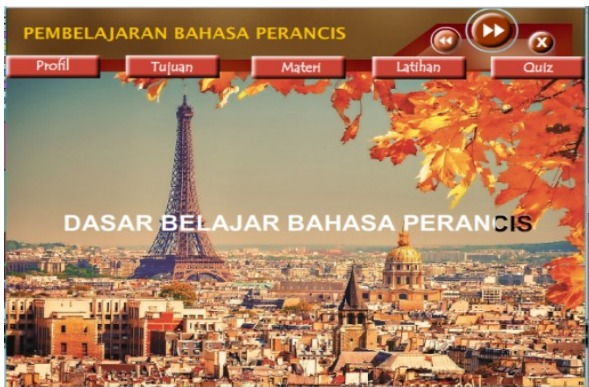 PEMBELAJARAN BAHASA PERANCIS
Profil Tujuan Materi Latihan Quiz
DASAR BELAJAR BAHASA PERANCIS